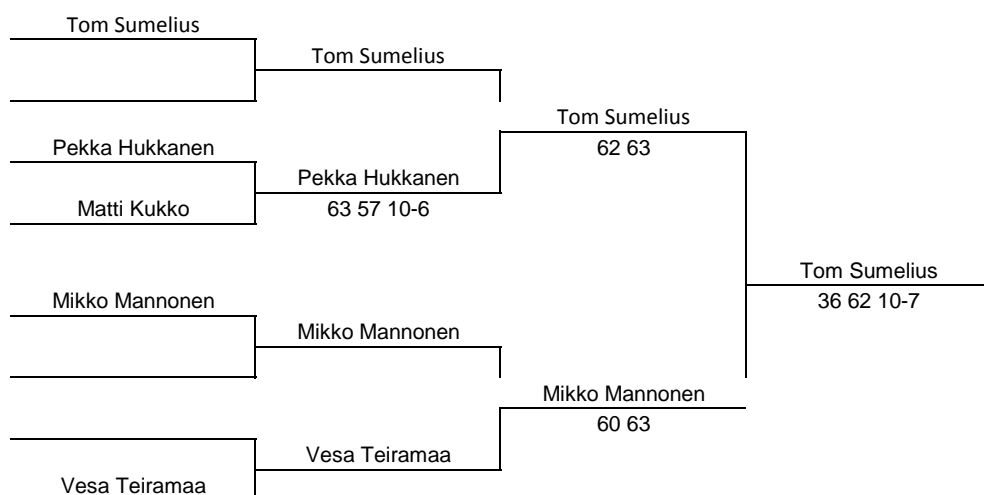 Tom Sumelius
Tom Sumelius
Tom Sumelius
62 63
Pekka Hukkanen
Pekka Hukkanen
63 57 10-6
Matti Kukko
Tom Sumelius
36 62 10-7
Mikko Mannonen
Mikko Mannonen
Mikko Mannonen
60 63
Vesa Teiramaa
Vesa Teiramaa